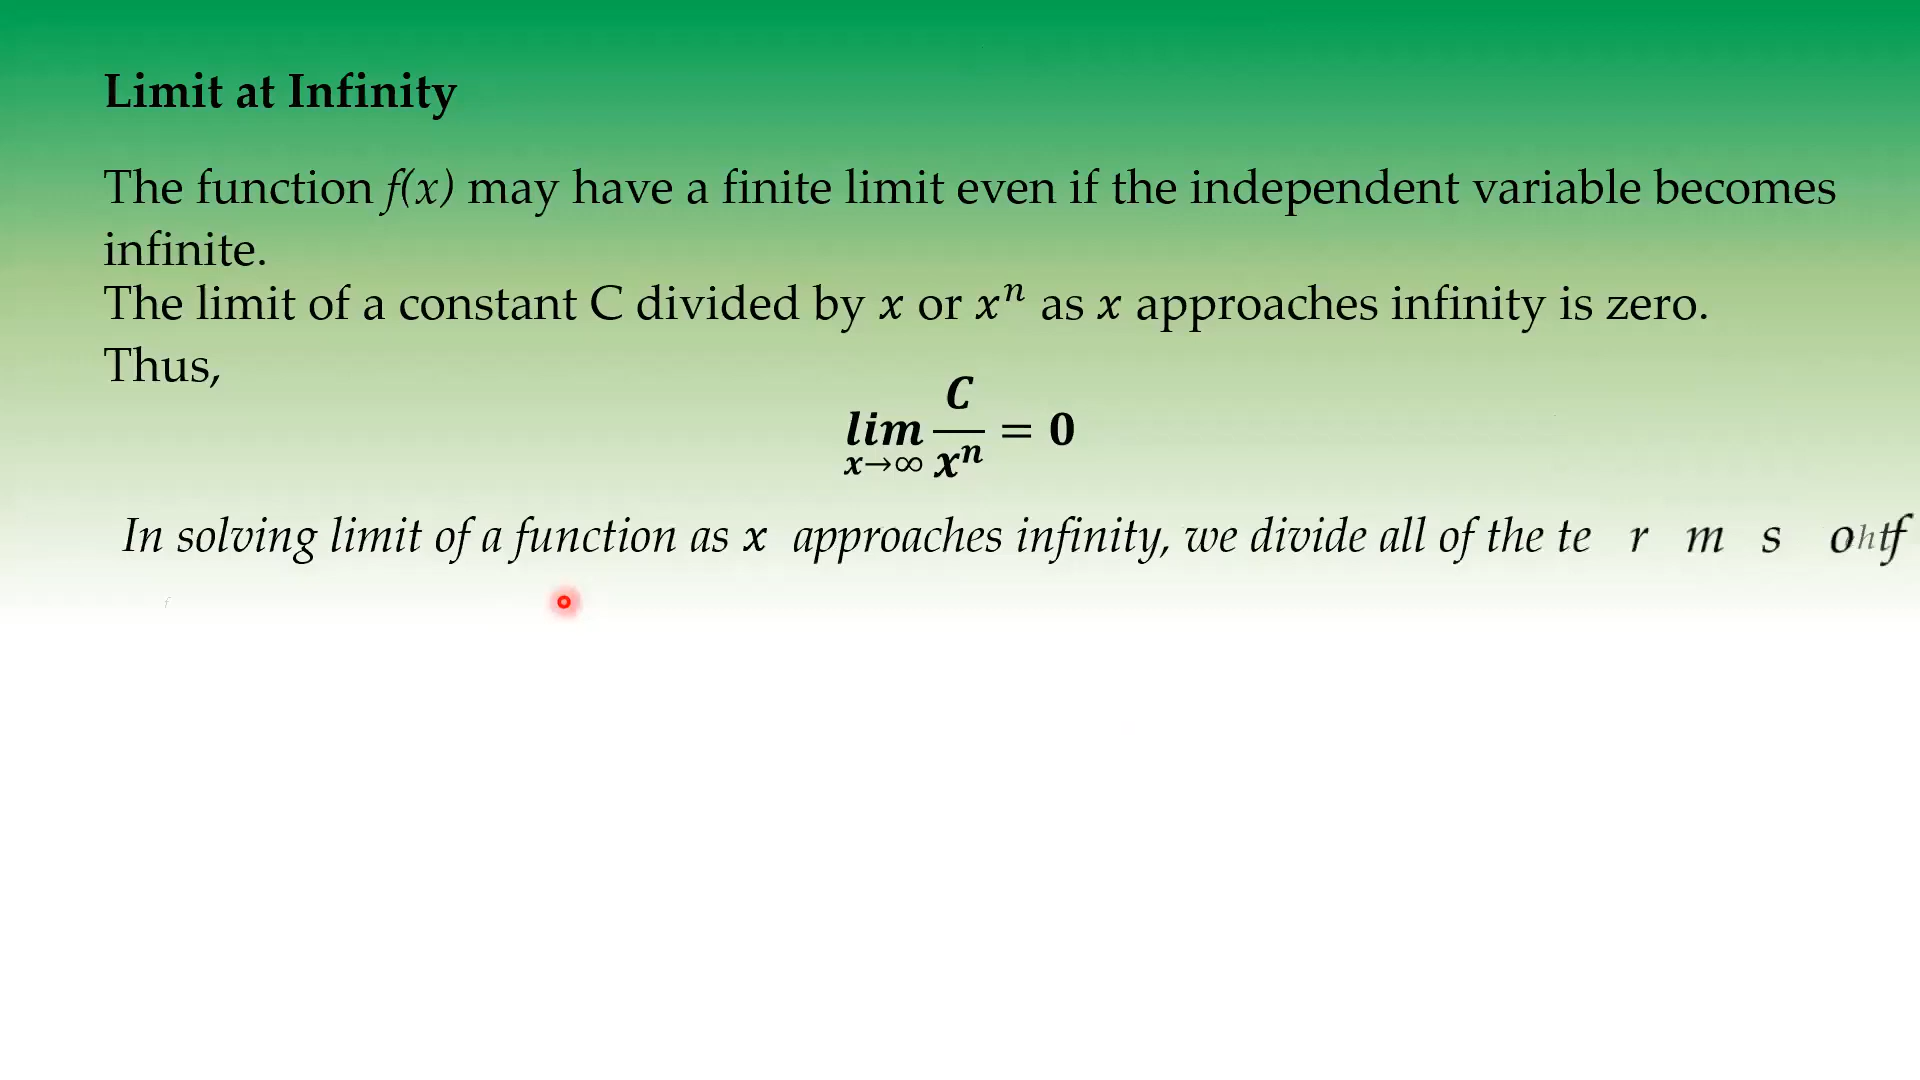 Limit at Infinity
The function f(x) may have a finite limit even if the independent variable becomes
infinite.
The limit of a constant C divided by x or xⁿ as x approaches infinity is zero.
Thus,
lim x→∞ C/xⁿ = 0
In solving limit of a function as x approaches infinity, we divide all of the terms of